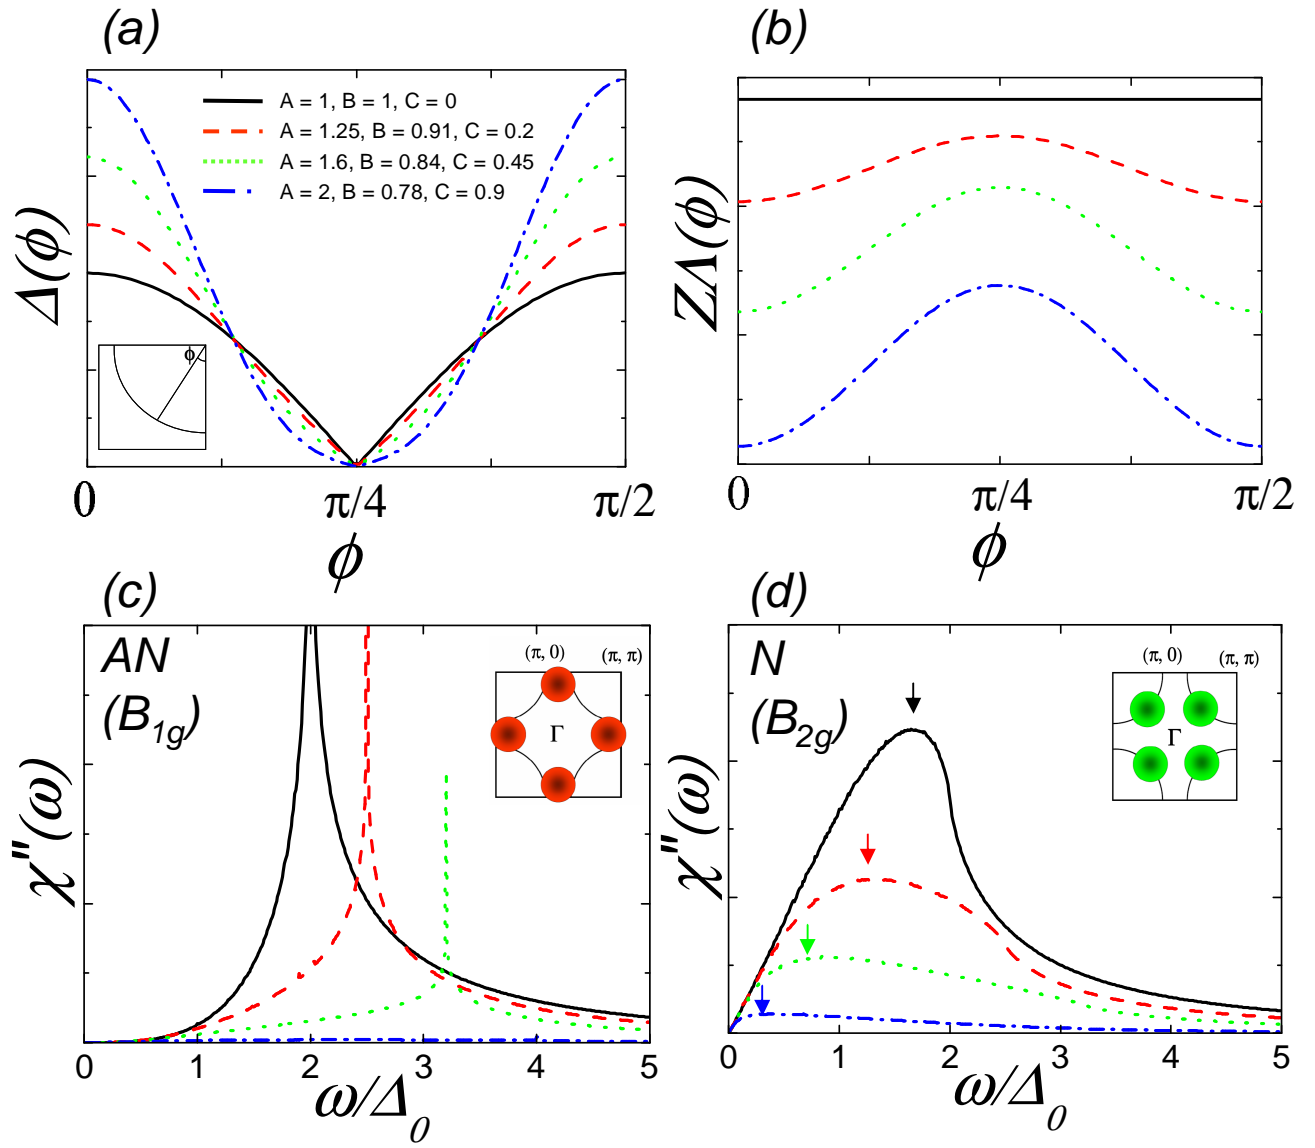 (a)
A = 1, B = 1, C = 0
A = 1.25, B = 0.91, C = 0.2
A = 1.6, B = 0.84, C = 0.45
A = 2, B = 0.78, C = 0.9
Δ(ϕ)
ϕ
0 π/4 π/2
ϕ
(b)
ZΛ(ϕ)
0 π/4 π/2
ϕ
(c)
AN
(B1g)
(π, 0) (π, π)
Γ
χ''(ω)
0 1 2 3 4 5
ω/Δ0
(d)
N
(B2g)
(π, 0) (π, π)
Γ
χ''(ω)
0 1 2 3 4 5
ω/Δ0